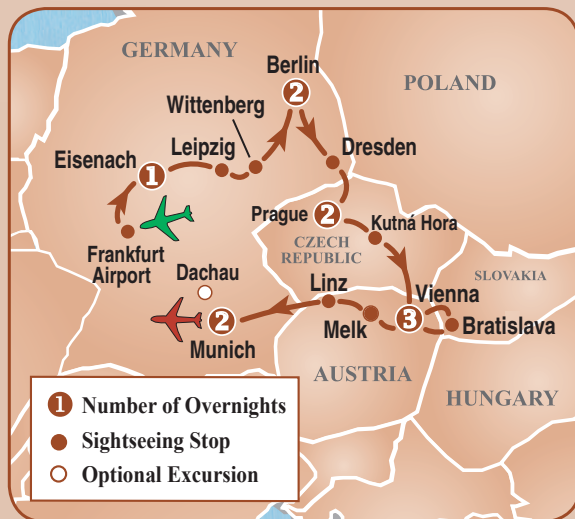 GERMANY
POLAND
Berlin
2
Wittenberg
Leipzig
Dresden
Eisenach
1
Prague
2
Kutná Hora
Frankfurt
Airport
CZECH
REPUBLIC
SLOVAKIA
Dachau
Linz
Vienna
3
2
Munich
Melk
Bratislava
AUSTRIA
HUNGARY
1 Number of Overnights
Sightseeing Stop
Optional Excursion